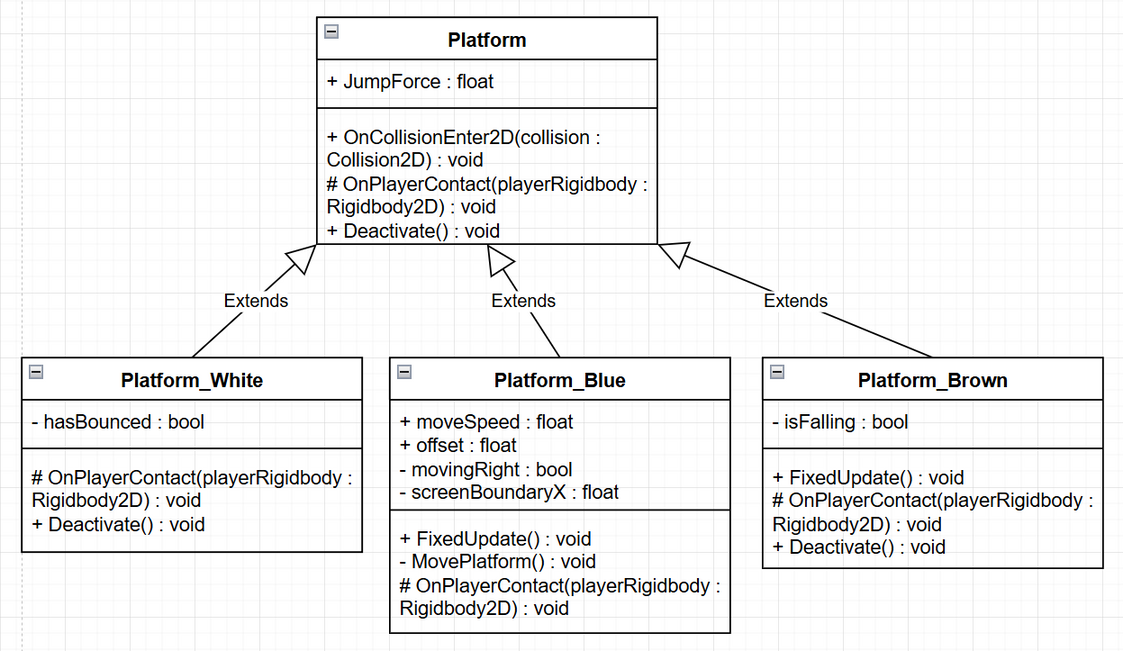 Platform
+ JumpForce : float
+ OnCollisionEnter2D(collision :
Collision2D) : void
# OnPlayerContact(playerRigidbody :
Rigidbody2D) : void
+ Deactivate() : void
Extends
Extends
Extends
Platform_White
- hasBounced : bool
# OnPlayerContact(playerRigidbody :
Rigidbody2D) : void
+ Deactivate() : void
Platform_Blue
+ moveSpeed : float
+ offset : float
- movingRight : bool
- screenBoundaryX : float
+ FixedUpdate() : void
- MovePlatform() : void
# OnPlayerContact(playerRigidbody :
Rigidbody2D) : void
Platform_Brown
- isFalling : bool
+ FixedUpdate() : void
# OnPlayerContact(playerRigidbody :
Rigidbody2D) : void
+ Deactivate() : void